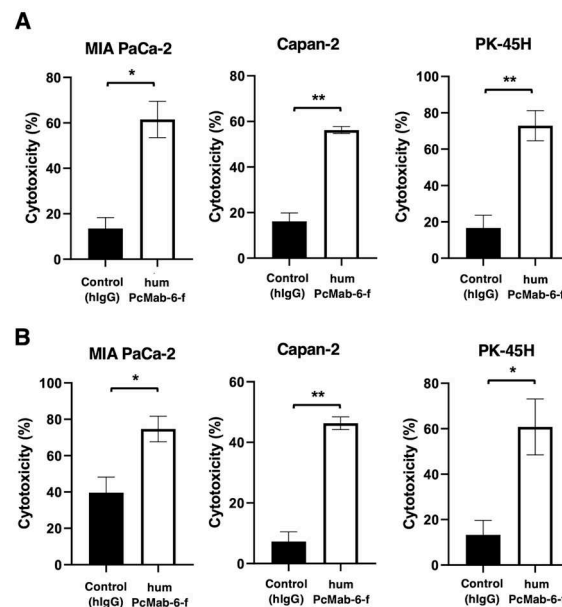 A
MIA PaCa-2
Capan-2
PK-45H
*
**
**
Cytotoxicity (%)
80
60
40
20
0
Control
(hIgG)
hum
PcMab-6-f
Cytotoxicity (%)
80
60
40
20
0
Control
(hIgG)
hum
PcMab-6-f
Cytotoxicity (%)
100
80
60
40
20
0
Control
(hIgG)
hum
PcMab-6-f
B
MIA PaCa-2
Capan-2
PK-45H
*
**
*
Cytotoxicity (%)
100
80
60
40
20
0
Control
(hIgG)
hum
PcMab-6-f
Cytotoxicity (%)
60
40
20
0
Control
(hIgG)
hum
PcMab-6-f
Cytotoxicity (%)
80
60
40
20
0
Control
(hIgG)
hum
PcMab-6-f